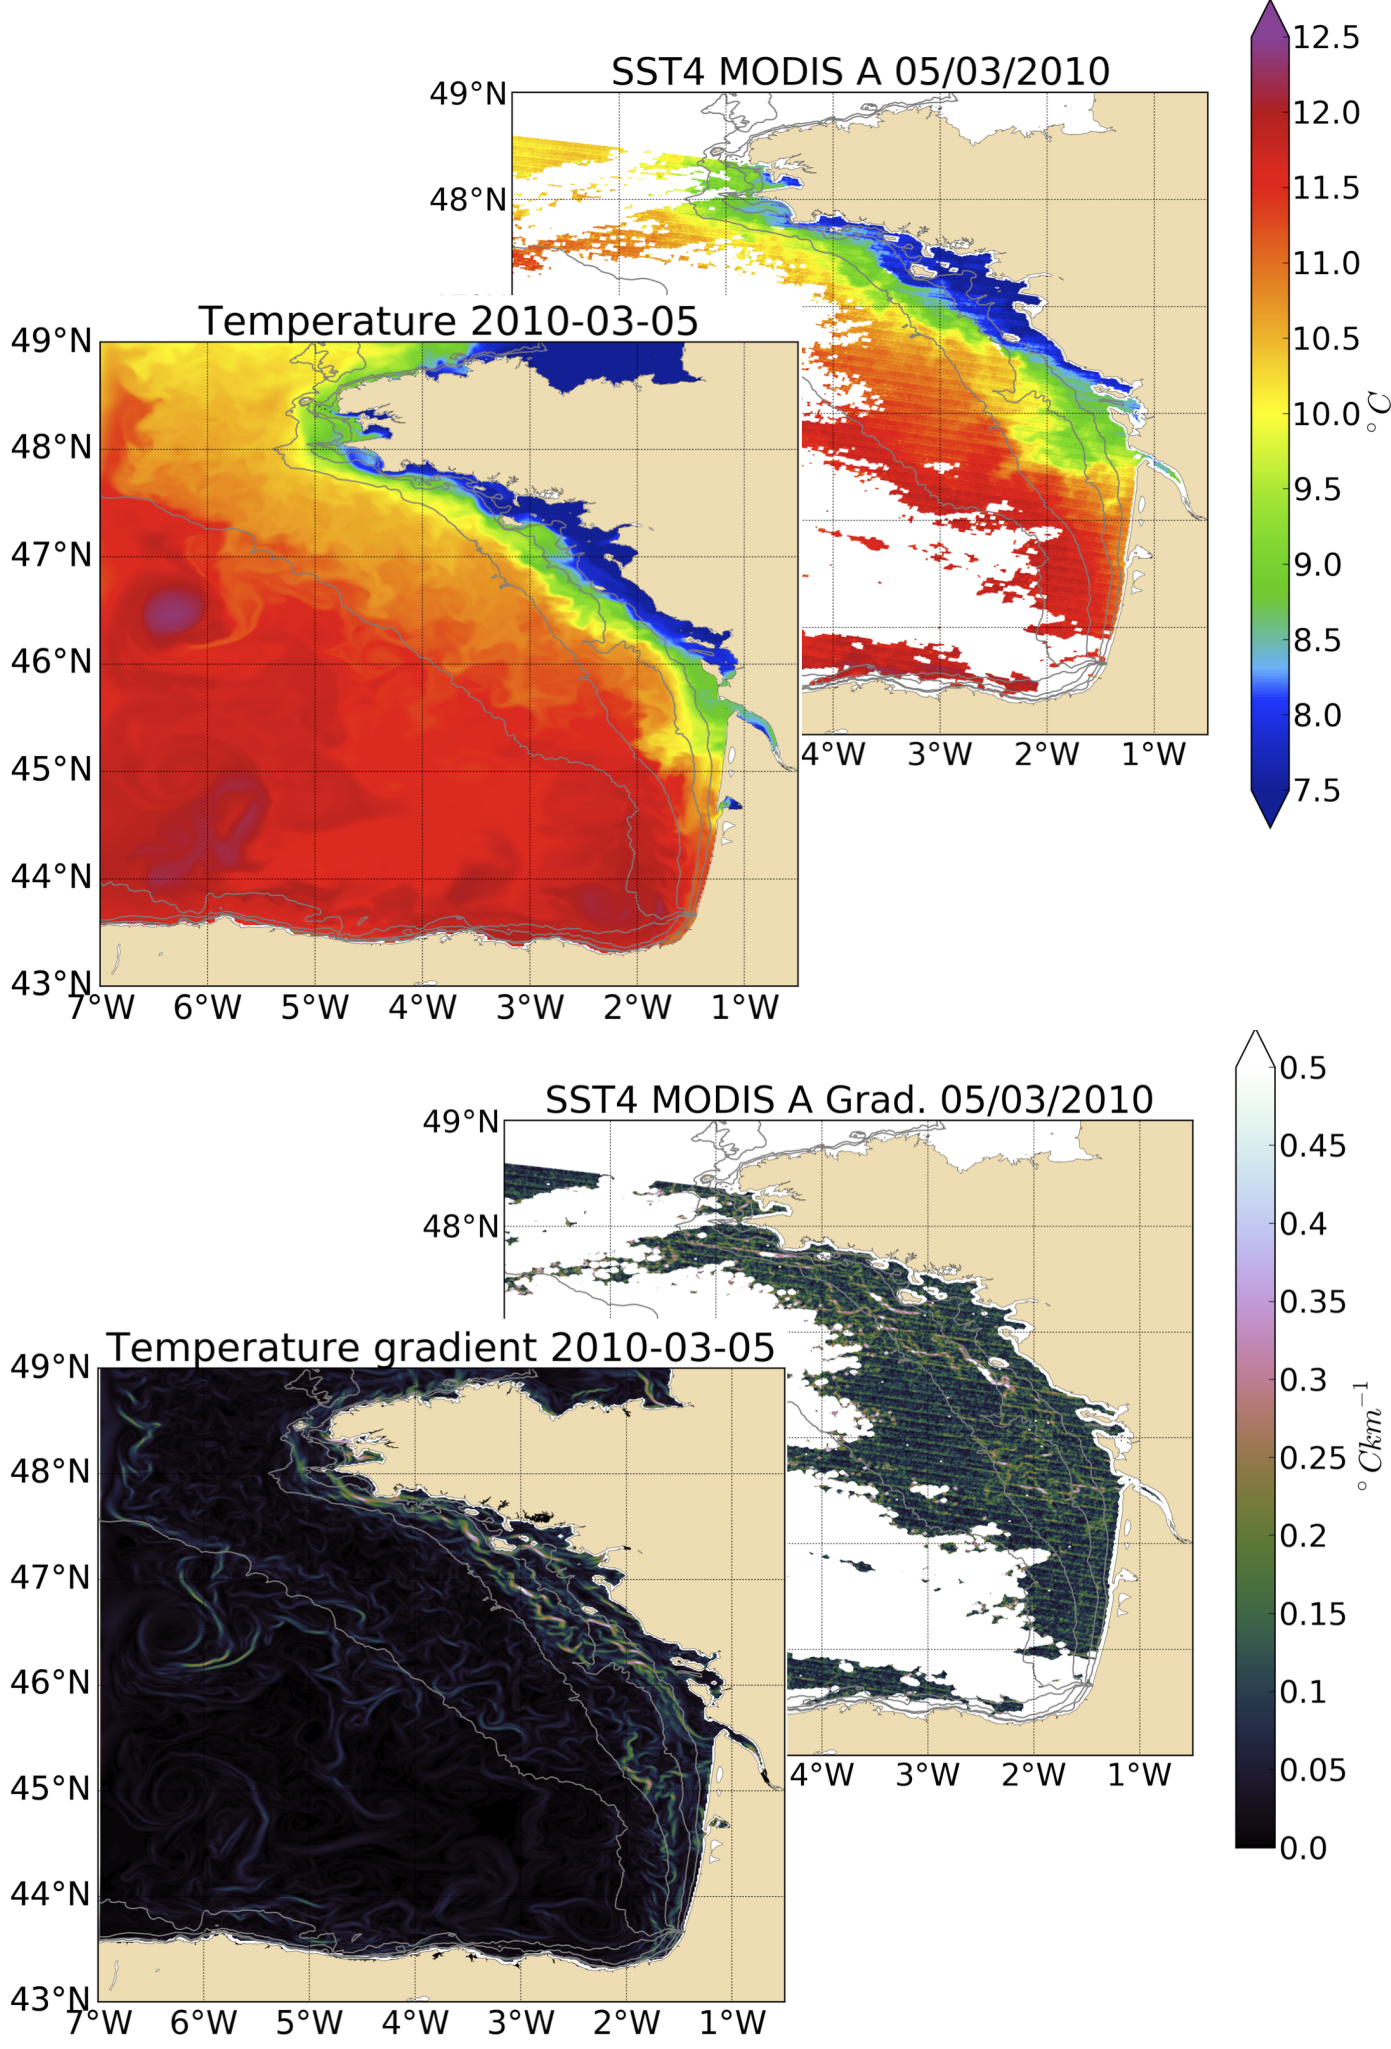 SST4 MODIS A 05/03/2010
49°N
48°N
4°W 3°W 2°W 1°W
12.5
12.0
11.5
11.0
10.5
10.0
9.5
9.0
8.5
8.0
7.5
°C
Temperature 2010-03-05
49°N
48°N
47°N
46°N
45°N
44°N
43°N
7°W 6°W 5°W 4°W 3°W 2°W 1°W
SST4 MODIS A Grad. 05/03/2010
49°N
48°N
4°W 3°W 2°W 1°W
0.5
0.45
0.4
0.35
0.3
0.25
0.2
0.15
0.1
0.05
0.0
°Ckm⁻¹
Temperature gradient 2010-03-05
49°N
48°N
47°N
46°N
45°N
44°N
43°N
7°W 6°W 5°W 4°W 3°W 2°W 1°W